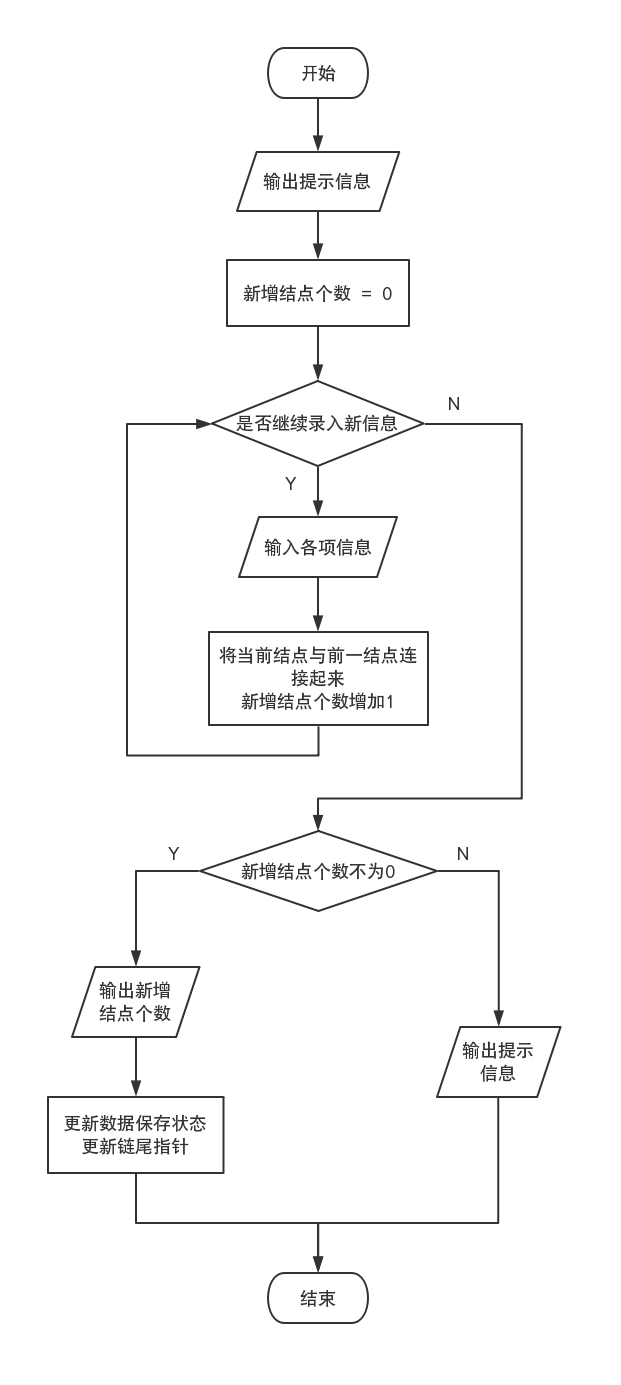 开始
输出提示信息
新增结点个数 = 0
是否继续录入新信息
N
Y
输入各项信息
将当前结点与前一结点连
接起来
新增结点个数增加1
新增结点个数不为0
Y
N
输出新增
结点个数
输出提示
信息
更新数据保存状态
更新链尾指针
结束